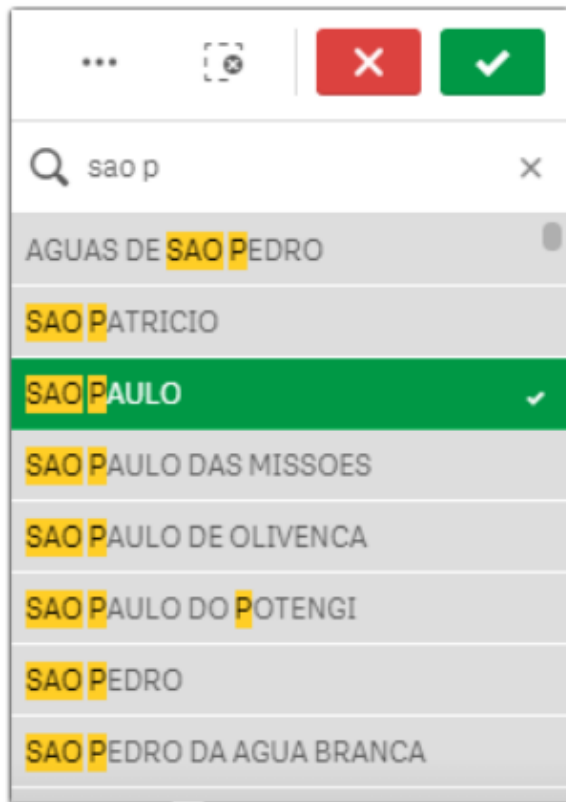 sao p
AGUAS DE SAO PEDRO
SAO PATRICIO
SAO PAULO
SAO PAULO DAS MISSOES
SAO PAULO DE OLIVENCA
SAO PAULO DO POTENGI
SAO PEDRO
SAO PEDRO DA AGUA BRANCA